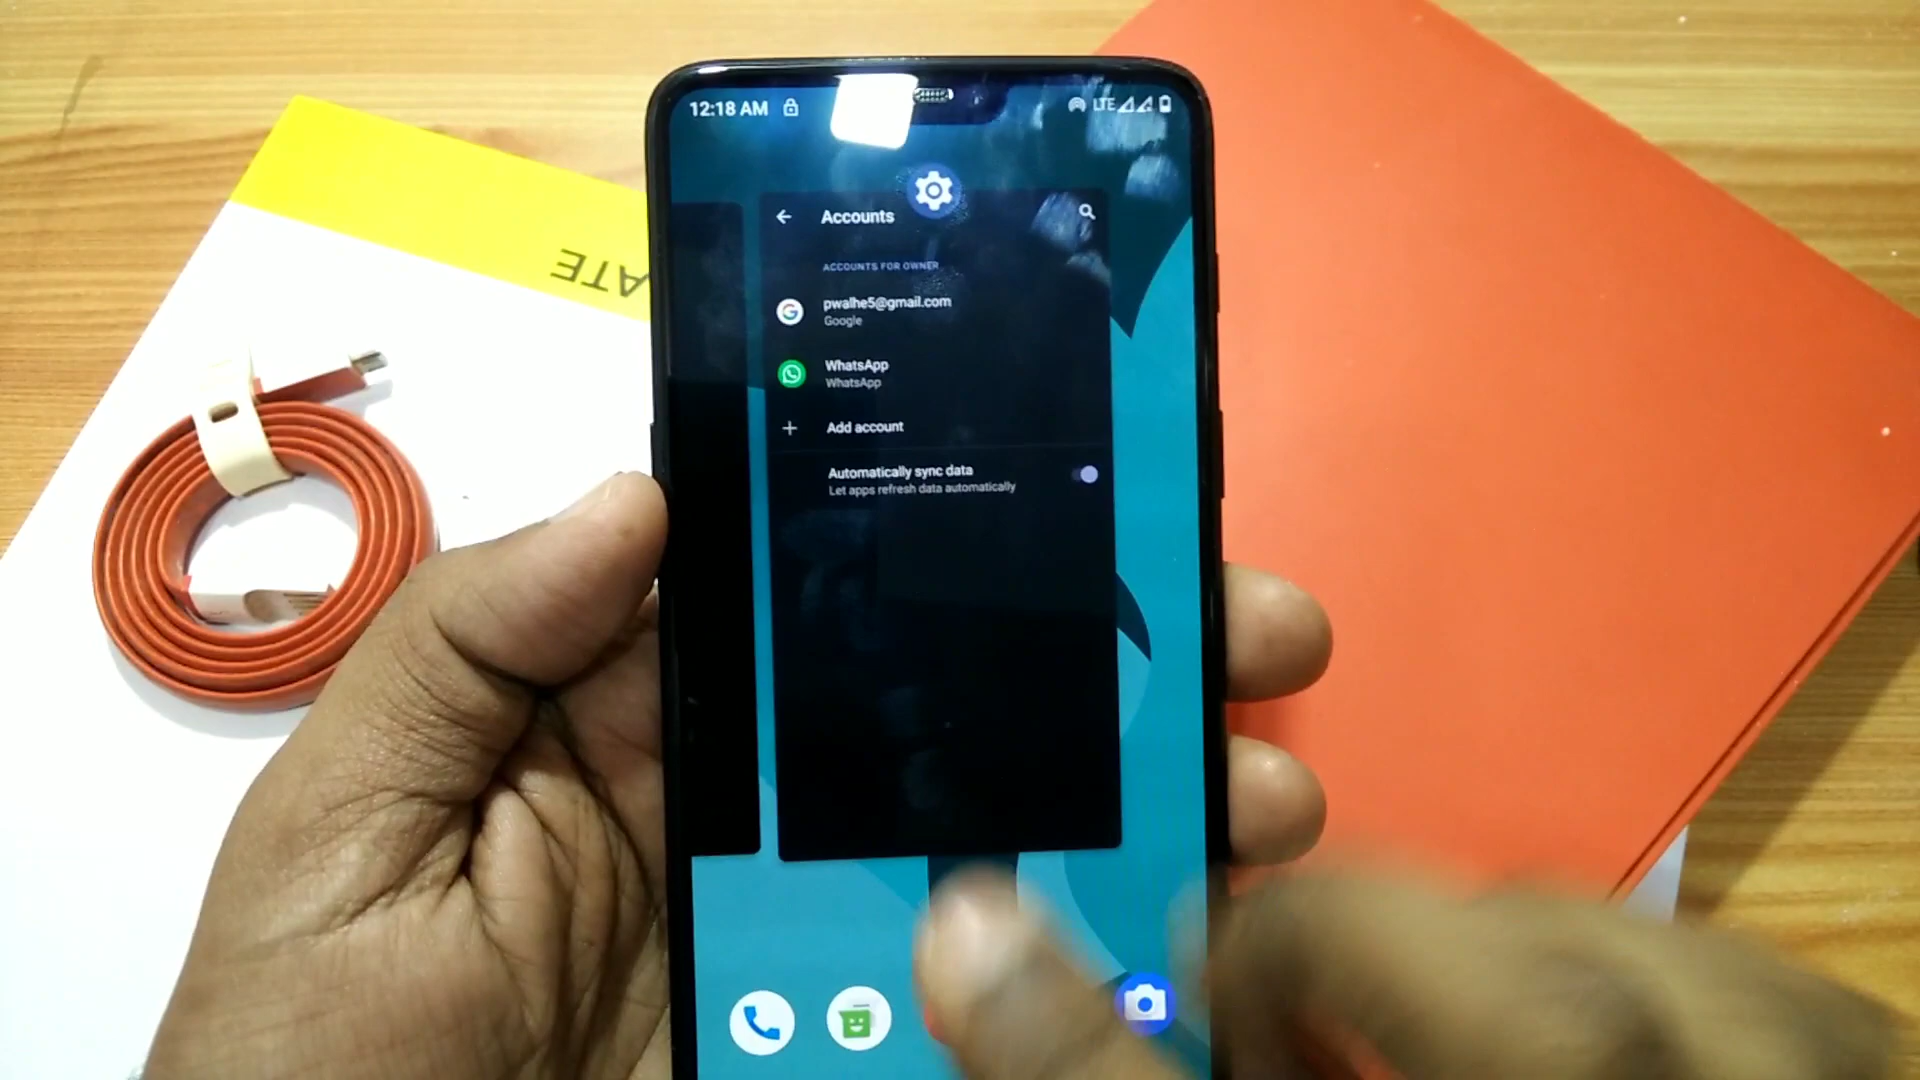 12:18 AM
LTE
Accounts
ACCOUNTS FOR OWNER
pwalhe5@gmail.com
Google
WhatsApp
WhatsApp
Add account
Automatically sync data
Let apps refresh data automatically
ATE